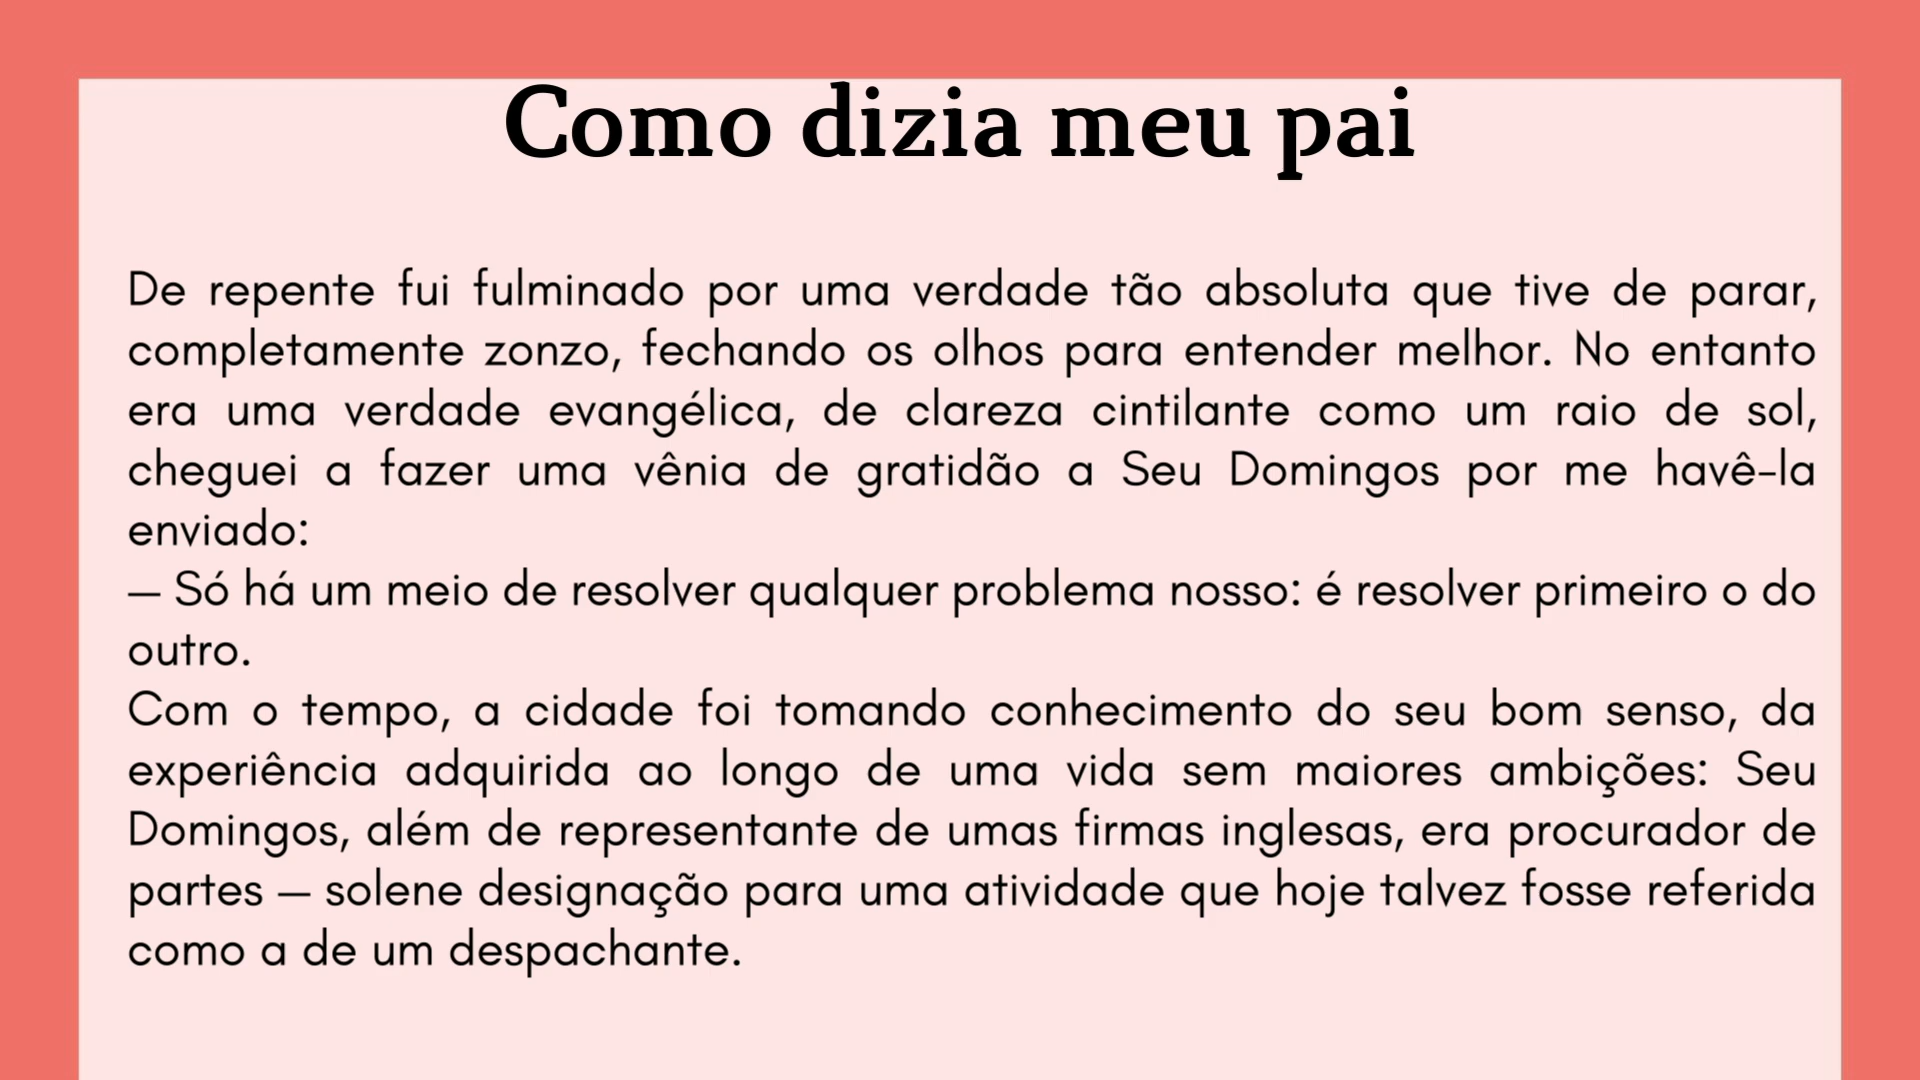 Como dizia meu pai
De repente fui fulminado por uma verdade tão absoluta que tive de parar,
completamente zonzo, fechando os olhos para entender melhor. No entanto
era uma verdade evangélica, de clareza cintilante como um raio de sol,
cheguei a fazer uma vênia de gratidão a Seu Domingos por me havê-la
enviado:
— Só há um meio de resolver qualquer problema nosso: é resolver primeiro o do
outro.
Com o tempo, a cidade foi tomando conhecimento do seu bom senso, da
experiência adquirida ao longo de uma vida sem maiores ambições: Seu
Domingos, além de representante de umas firmas inglesas, era procurador de
partes — solene designação para uma atividade que hoje talvez fosse referida
como a de um despachante.